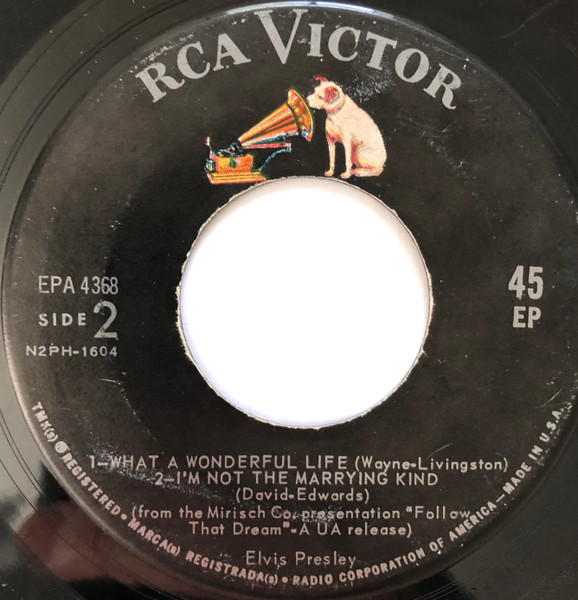 RCA VICTOR
EPA 4368
SIDE 2
N2PH-1604
45
EP
1-WHAT A WONDERFUL LIFE (Wayne-Livingston)
2-I'M NOT THE MARRYING KIND
(David-Edwards)
(from the Mirisch Co. presentation "Follow
That Dream"-A UA release)
Elvis Presley
TMK(s) ® REGISTERED • MARCA(s) REGISTRADA(s) • RADIO CORPORATION OF AMERICA—MADE IN U.S.A.